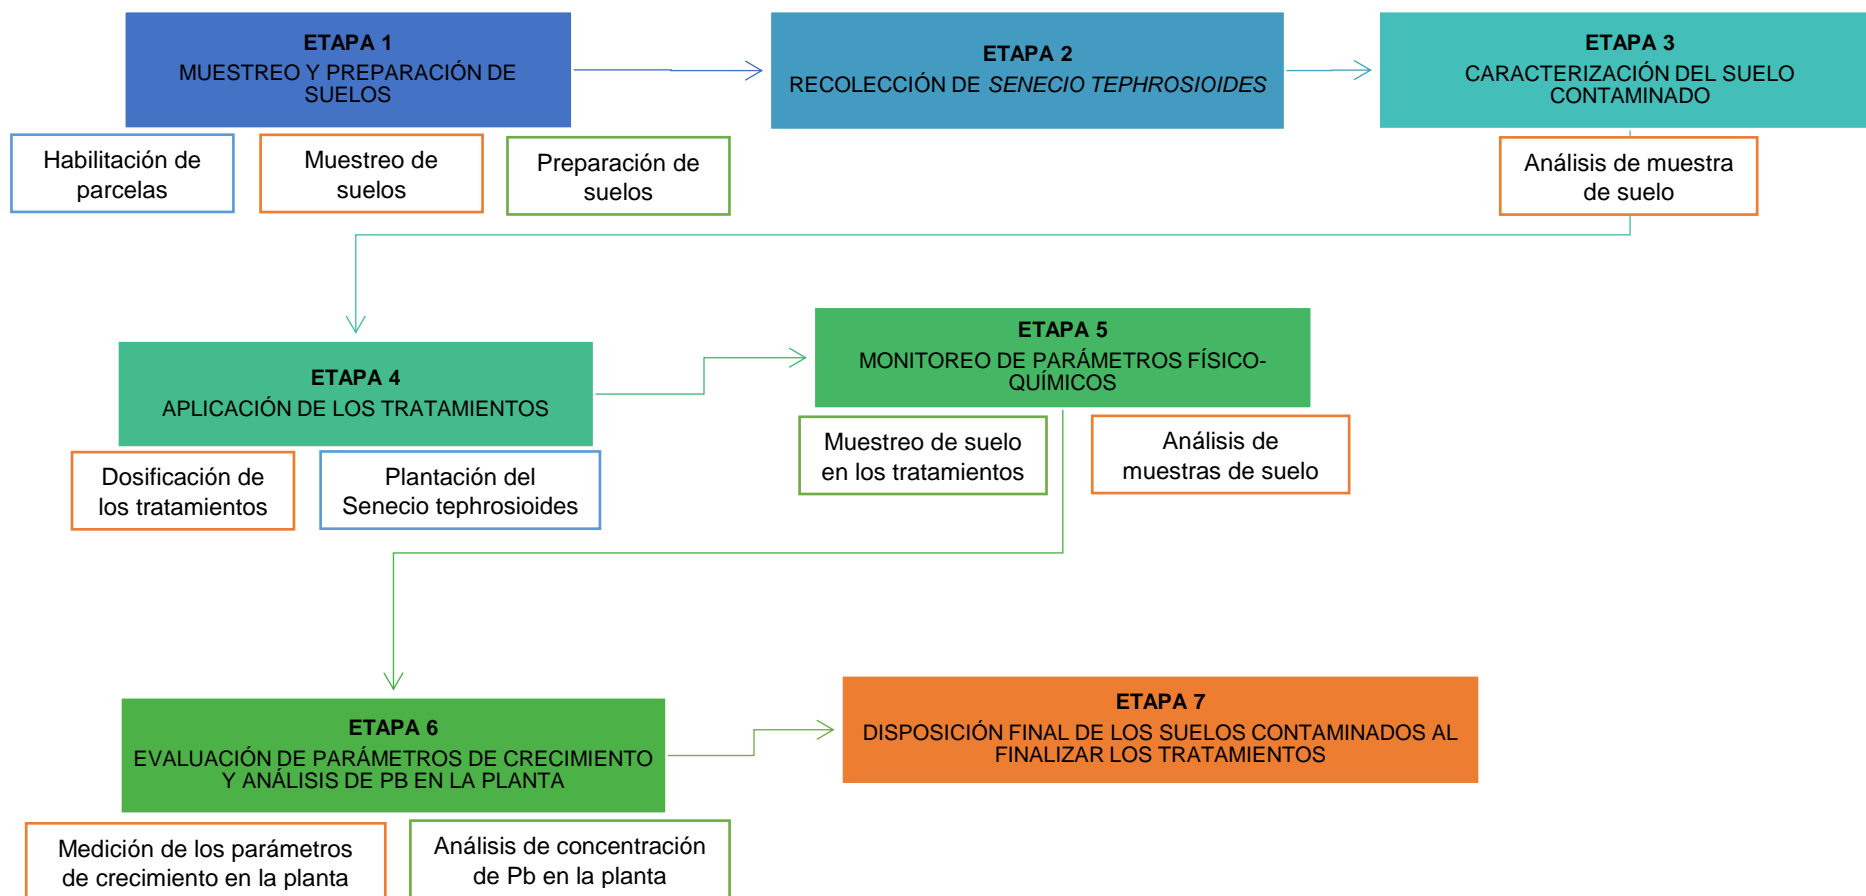 ETAPA 1
MUESTREO Y PREPARACIÓN DE
SUELOS
Habilitación de
parcelas
Muestreo de
suelos
Preparación de
suelos
ETAPA 2
RECOLECCIÓN DE SENECIO TEPHROSIOIDES
ETAPA 3
CARACTERIZACIÓN DEL SUELO
CONTAMINADO
Análisis de muestra
de suelo
ETAPA 4
APLICACIÓN DE LOS TRATAMIENTOS
Dosificación de
los tratamientos
Plantación del
Senecio tephrosioides
ETAPA 5
MONITOREO DE PARÁMETROS FÍSICO-
QUÍMICOS
Muestreo de suelo
en los tratamientos
Análisis de
muestras de suelo
ETAPA 6
EVALUACIÓN DE PARÁMETROS DE CRECIMIENTO
Y ANÁLISIS DE PB EN LA PLANTA
Medición de los parámetros
de crecimiento en la planta
Análisis de concentración
de Pb en la planta
ETAPA 7
DISPOSICIÓN FINAL DE LOS SUELOS CONTAMINADOS AL
FINALIZAR LOS TRATAMIENTOS